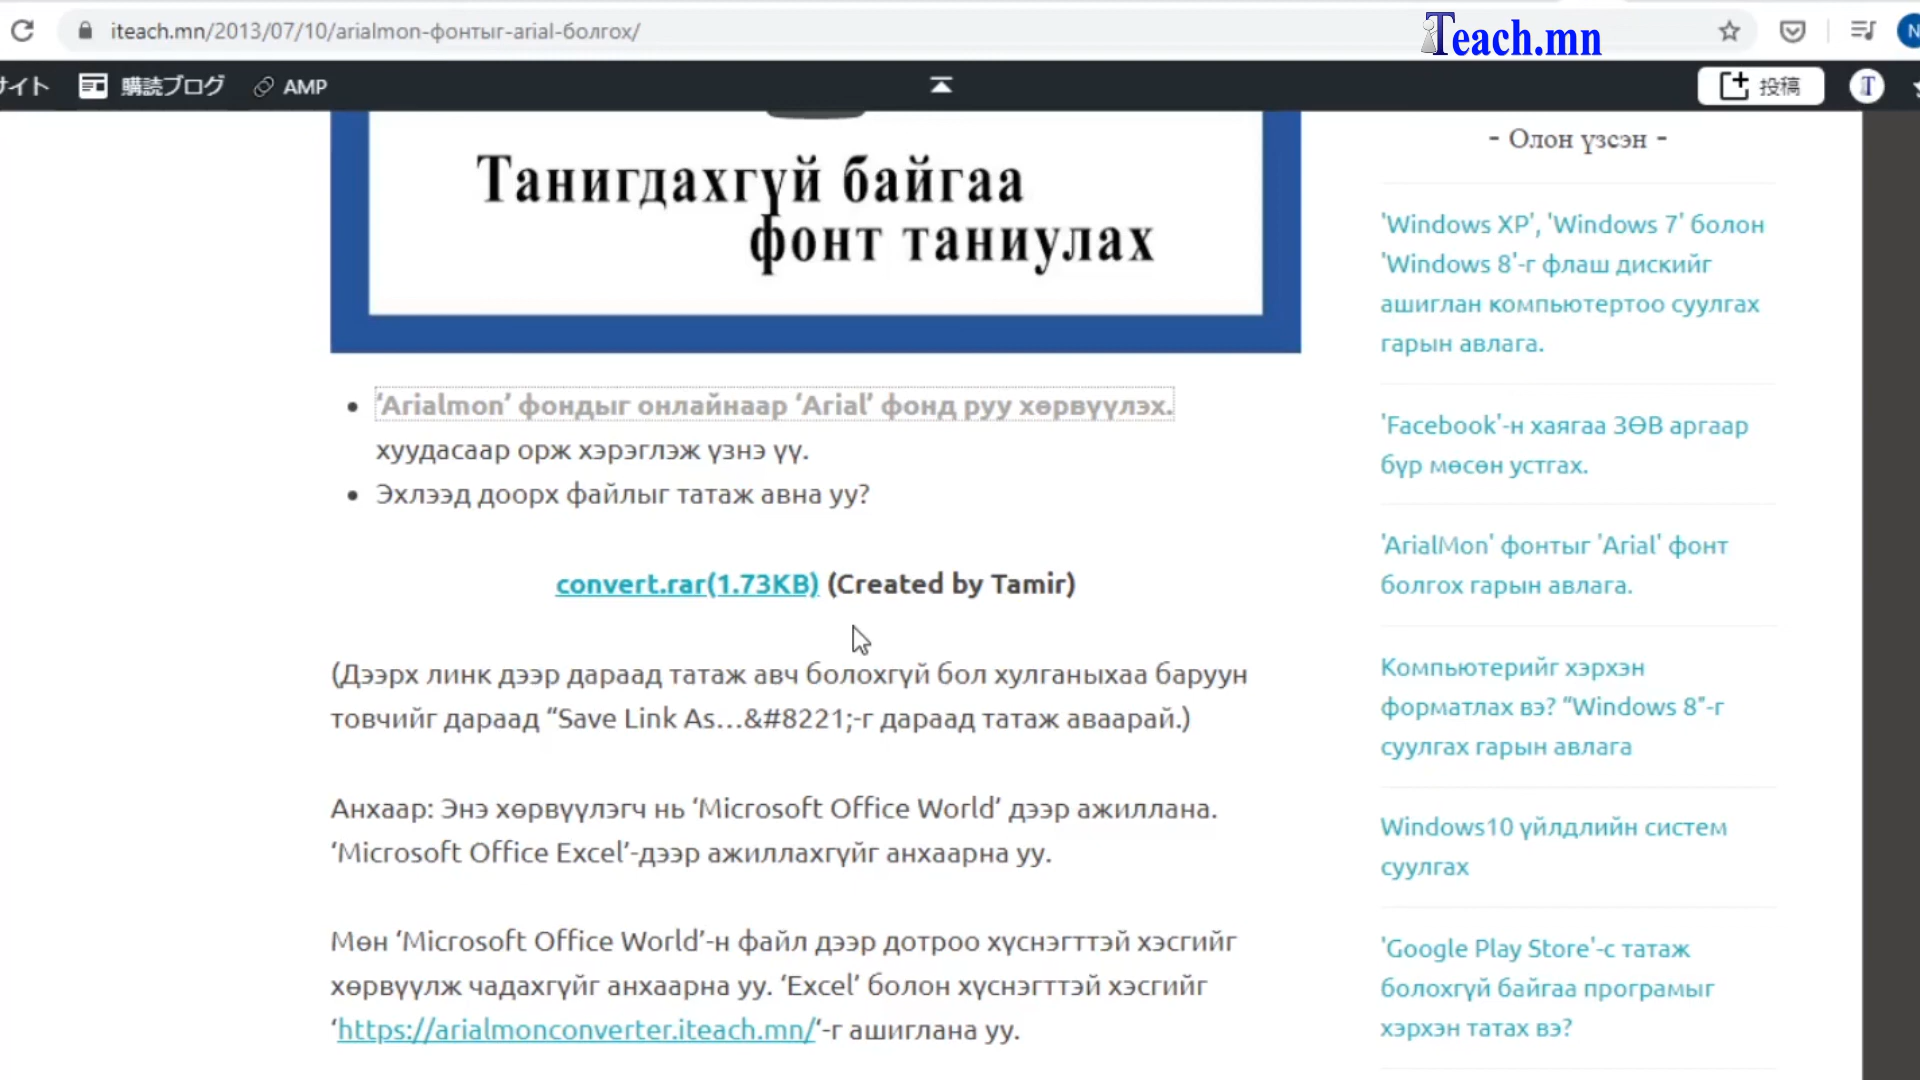 iteach.mn/2013/07/10/arialmon-фонтыг-arial-болгох/
Teach.mn
サイト
購読ブログ
AMP
投稿
Танигдахгүй байгаа
фонт таниулах
‘Arialmon’ фондыг онлайнаар ‘Arial’ фонд руу хөрвүүлэх.
хуудасаар орж хэрэглэж үзнэ үү.
Эхлээд доорх файлыг татаж авна уу?
convert.rar(1.73KB) (Created by Tamir)
(Дээрх линк дээр дараад татаж авч болохгүй бол хулганыхаа баруун
товчийг дараад “Save Link As…&#8221;-г дараад татаж аваарай.)
Анхаар: Энэ хөрвүүлэгч нь ‘Microsoft Office World’ дээр ажиллана.
‘Microsoft Office Excel’-дээр ажиллахгүйг анхаарна уу.
Мөн ‘Microsoft Office World’-н файл дээр дотроо хүснэгттэй хэсгийг
хөрвүүлж чадахгүйг анхаарна уу. ‘Excel’ болон хүснэгттэй хэсгийг
‘https://arialmonconverter.iteach.mn/‘-г ашиглана уу.
- Олон үзсэн -
'Windows XP', 'Windows 7' болон
'Windows 8'-г флаш дискийг
ашиглан компьютертоо суулгах
гарын авлага.
'Facebook'-н хаягаа ЗӨВ аргаар
бүр мөсөн устгах.
'ArialMon' фонтыг 'Arial' фонт
болгох гарын авлага.
Компьютерийг хэрхэн
форматлах вэ? “Windows 8”-г
суулгах гарын авлага
Windows10 үйлдлийн систем
суулгах
'Google Play Store'-с татаж
болохгүй байгаа програмыг
хэрхэн татах вэ?